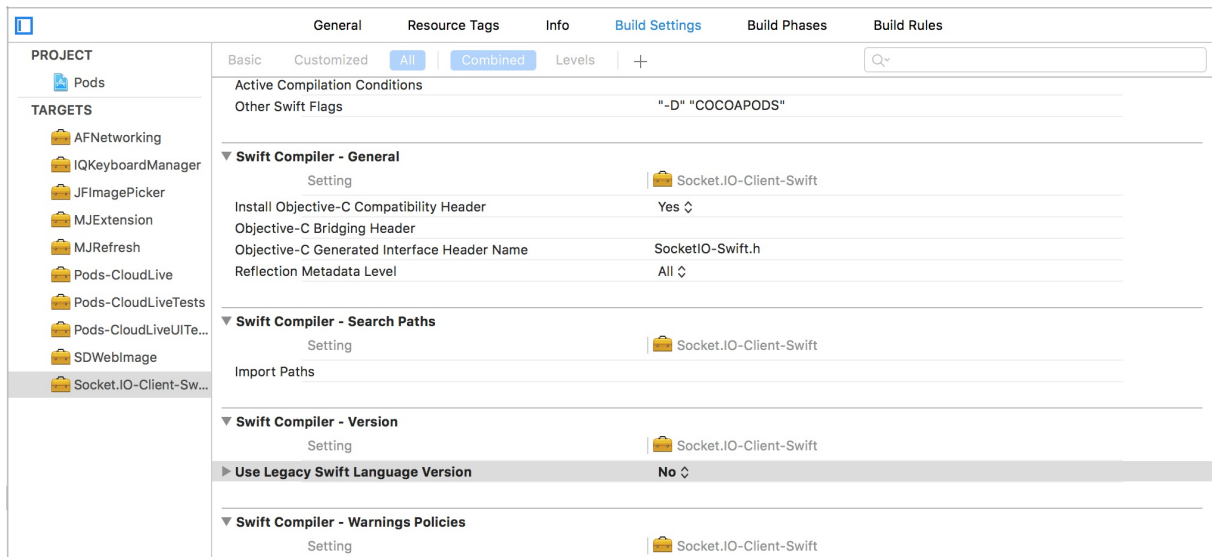 General Resource Tags Info Build Settings Build Phases Build Rules
PROJECT
Pods
TARGETS
AFNetworking
IQKeyboardManager
JFImagePicker
MJExtension
MJRefresh
Pods-CloudLive
Pods-CloudLiveTests
Pods-CloudLiveUITe...
SDWebImage
Socket.IO-Client-Sw...
Basic Customized All Combined Levels +
Active Compilation Conditions
Other Swift Flags "-D" "COCOAPODS"
Swift Compiler - General
Setting Socket.IO-Client-Swift
Install Objective-C Compatibility Header Yes
Objective-C Bridging Header
Objective-C Generated Interface Header Name SocketIO-Swift.h
Reflection Metadata Level All
Swift Compiler - Search Paths
Setting Socket.IO-Client-Swift
Import Paths
Swift Compiler - Version
Setting Socket.IO-Client-Swift
Use Legacy Swift Language Version No
Swift Compiler - Warnings Policies
Setting Socket.IO-Client-Swift